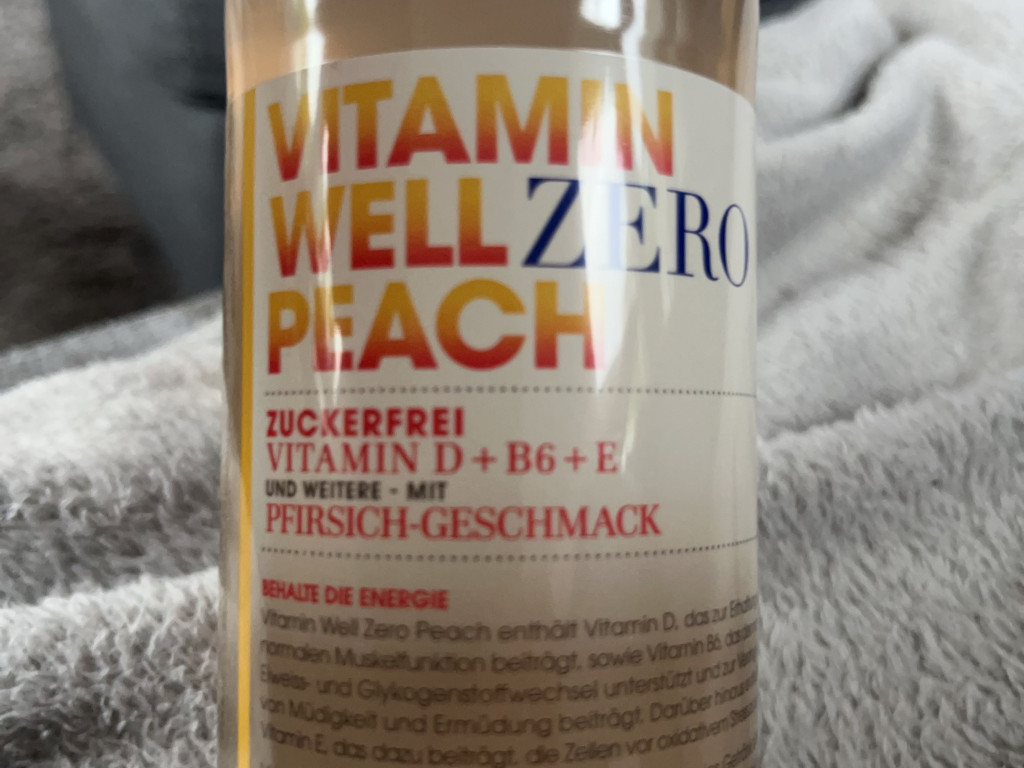 VITAMIN
WELL ZERO
PEACH
ZUCKERFREI
VITAMIN D + B6 + E
UND WEITERE - MIT
PFIRSICH-GESCHMACK
BEHALTE DIE ENERGIE
Vitamin Well Zero Peach enthält Vitamin D, das zur
normalen Muskelfunktion beiträgt, sowie Vitamin B6,
Eiweiss- und Glykogenstoffwechsel unterstützt und zur
von Müdigkeit und Ermüdung beiträgt. Darüber hinaus
Vitamin E, das dazu beiträgt, die Zellen vor oxidativem